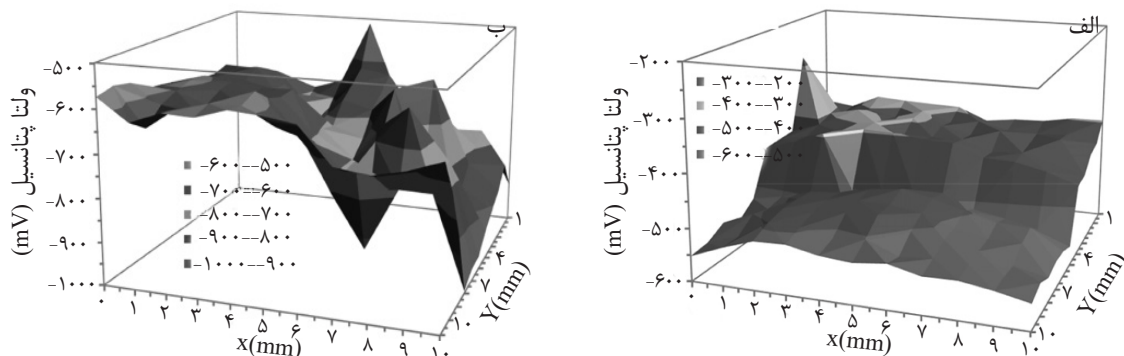 الف
ولتا پتانسیل (mV)
-۲۰۰
-۳۰۰
-۴۰۰
-۵۰۰
-۶۰۰
-۳۰۰--۲۰۰
-۴۰۰--۳۰۰
-۵۰۰--۴۰۰
-۶۰۰--۵۰۰
۰ ۱ ۲ ۳ ۴ ۵ ۶ ۷ ۸ ۹ ۱۰
x(mm)
۱ ۴ ۷ ۱۰
Y(mm)
ب
ولتا پتانسیل (mV)
-۵۰۰
-۶۰۰
-۷۰۰
-۸۰۰
-۹۰۰
-۱۰۰۰
-۶۰۰--۵۰۰
-۷۰۰--۶۰۰
-۸۰۰--۷۰۰
-۹۰۰--۸۰۰
-۱۰۰۰--۹۰۰
۰ ۱ ۲ ۳ ۴ ۵ ۶ ۷ ۸ ۹ ۱۰
x(mm)
۱ ۴ ۷ ۱۰
Y(mm)